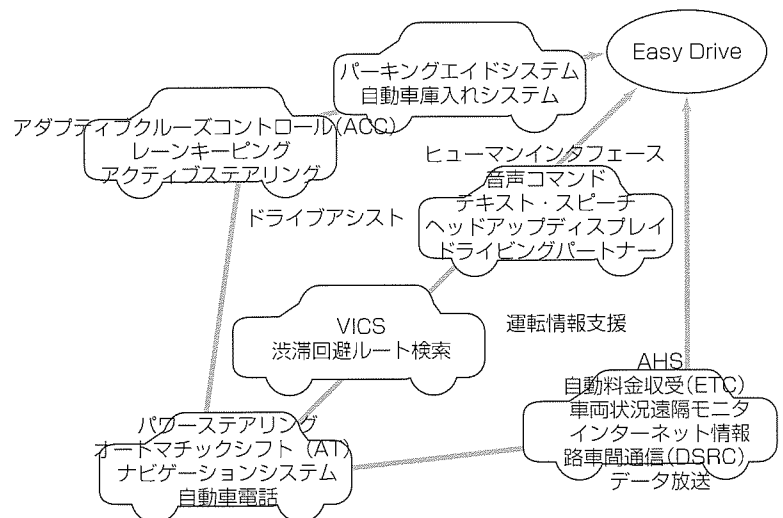 Easy Drive
パーキングエイドシステム
自動車庫入れシステム
アダプティブクルーズコントロール(ACC)
レーンキーピング
アクティブステアリング
ヒューマンインタフェース
音声コマンド
テキスト・スピーチ
ヘッドアップディスプレイ
ドライビングパートナー
ドライブアシスト
VICS
渋滞回避ルート検索
運転情報支援
AHS
自動料金収受(ETC)
車両状況遠隔モニタ
インターネット情報
路車間通信(DSRC)
データ放送
パワーステアリング
オートマチックシフト(AT)
ナビゲーションシステム
自動車電話